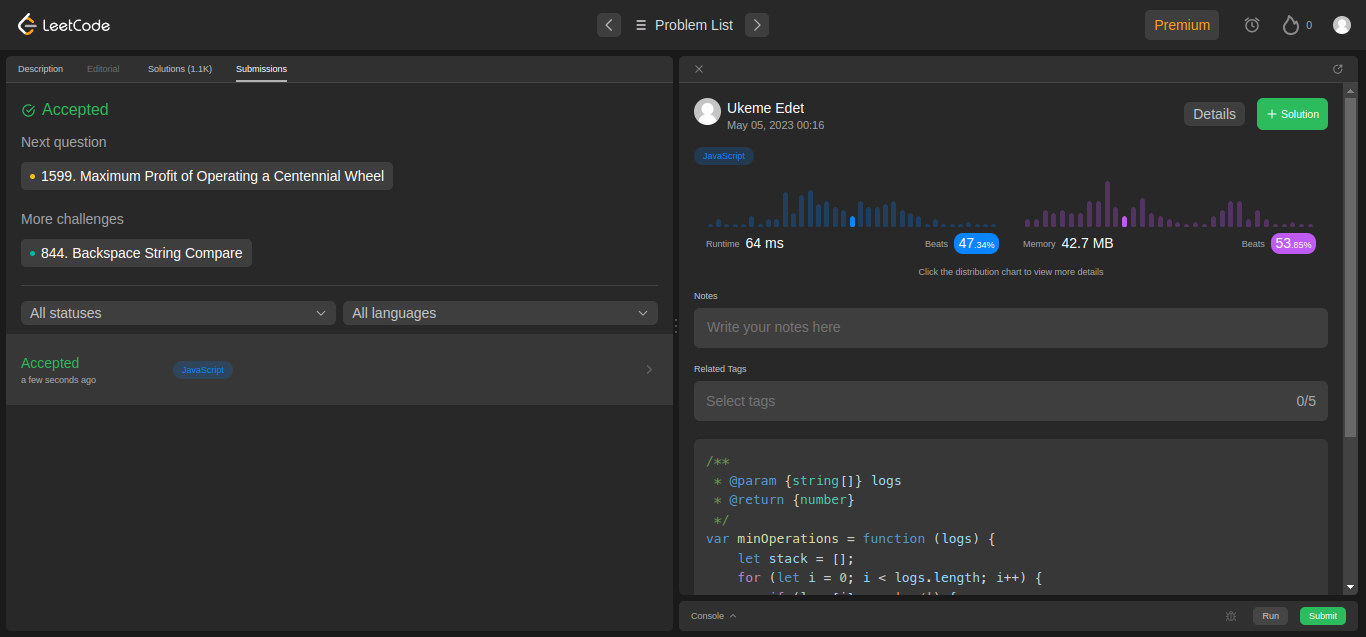 LeetCode
Problem List
Premium
0
Description Editorial Solutions (1.1K) Submissions
Accepted
Next question
1599. Maximum Profit of Operating a Centennial Wheel
More challenges
844. Backspace String Compare
All statuses
All languages
Accepted
a few seconds ago
JavaScript
Ukeme Edet
May 05, 2023 00:16
Details
+ Solution
JavaScript
Runtime 64 ms
Beats 47.34%
Memory 42.7 MB
Beats 53.85%
Click the distribution chart to view more details
Notes
Write your notes here
Related Tags
Select tags
0/5
/**
 * @param {string[]} logs
 * @return {number}
 */
var minOperations = function (logs) {
    let stack = [];
    for (let i = 0; i < logs.length; i++) {
Console
Run
Submit